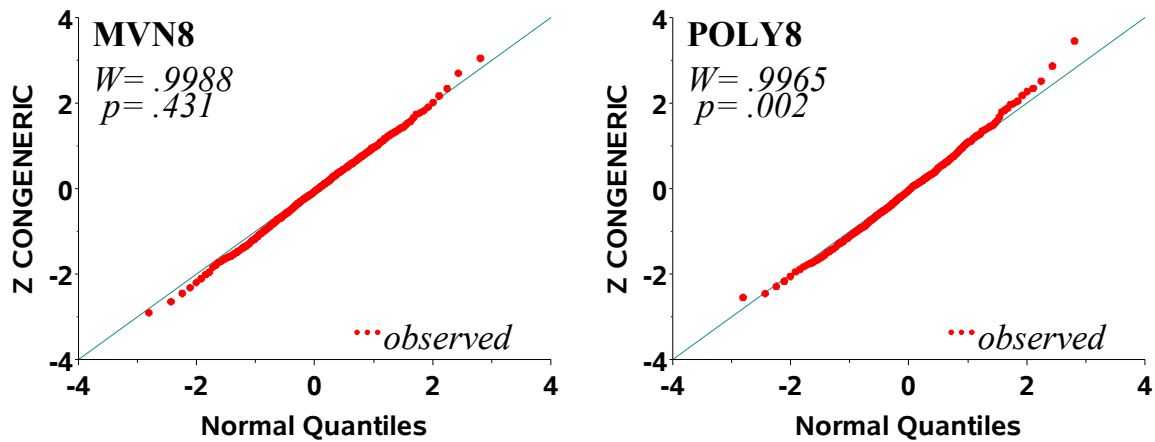 MVN8
W= .9988
p= .431
4
2
0
-2
-4
Z CONGENERIC
observed
-4 -2 0 2 4
Normal Quantiles
POLY8
W= .9965
p= .002
4
2
0
-2
-4
Z CONGENERIC
observed
-4 -2 0 2 4
Normal Quantiles